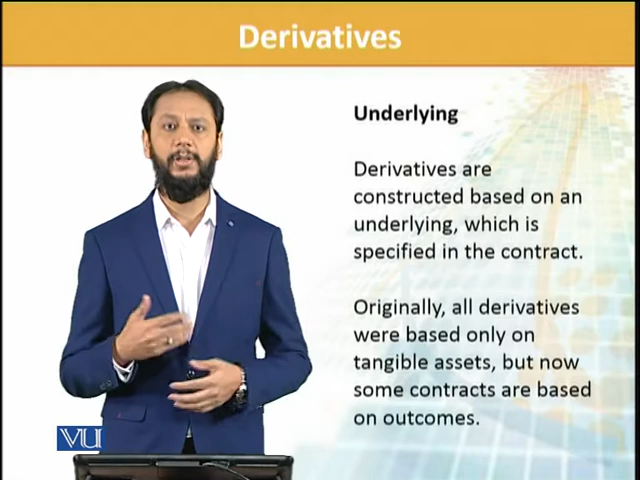 Derivatives
Underlying
Derivatives are
constructed based on an
underlying, which is
specified in the contract.
Originally, all derivatives
were based only on
tangible assets, but now
some contracts are based
on outcomes.
VU